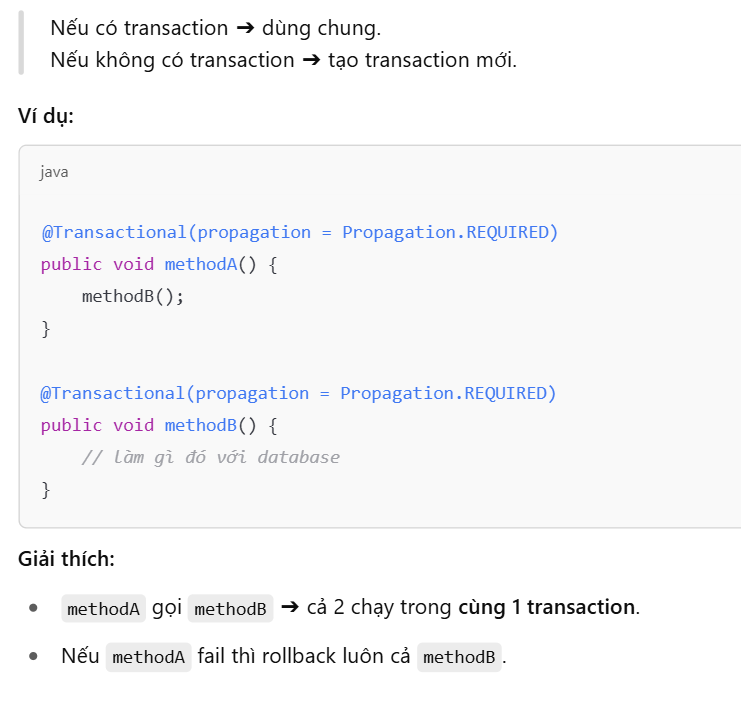 Nếu có transaction ➔ dùng chung.
Nếu không có transaction ➔ tạo transaction mới.
Ví dụ:
java
@Transactional(propagation = Propagation.REQUIRED)
public void methodA() {
    methodB();
}
@Transactional(propagation = Propagation.REQUIRED)
public void methodB() {
    // làm gì đó với database
}
Giải thích:
• methodA gọi methodB ➔ cả 2 chạy trong cùng 1 transaction.
• Nếu methodA fail thì rollback luôn cả methodB.